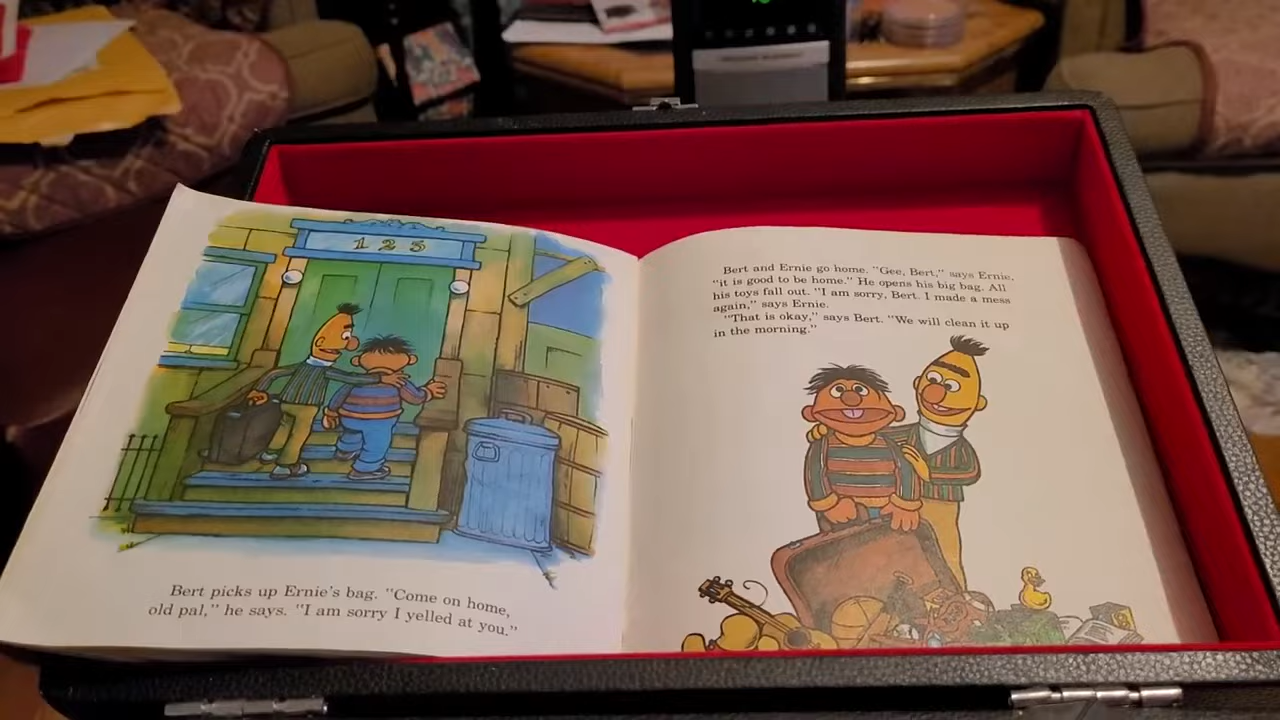 1 2 3
Bert picks up Ernie's bag. "Come on home,
old pal," he says. "I am sorry I yelled at you."
Bert and Ernie go home. "Gee, Bert," says Ernie,
"it is good to be home." He opens his big bag. All
his toys fall out. "I am sorry, Bert. I made a mess
again," says Ernie.
"That is okay," says Bert. "We will clean it up
in the morning."